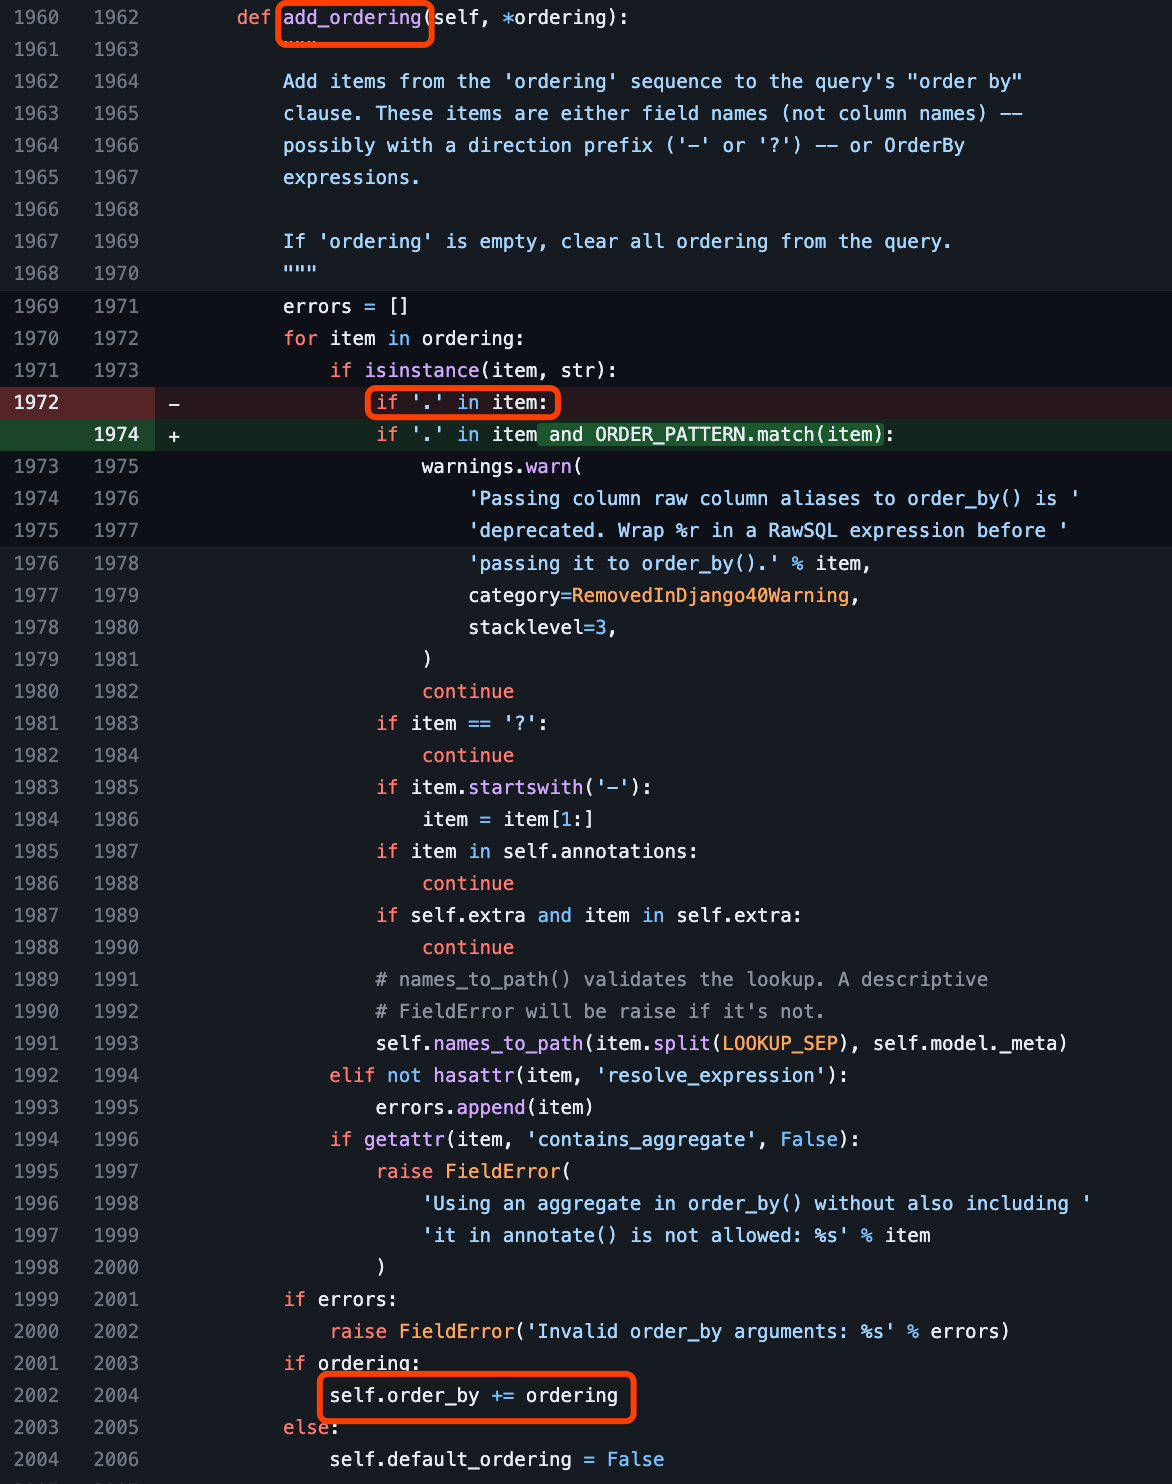 1960 1962 def add_ordering(self, *ordering):
1961 1963 """
1962 1964 Add items from the 'ordering' sequence to the query's "order by"
1963 1965 clause. These items are either field names (not column names) --
1964 1966 possibly with a direction prefix ('-' or '?') -- or OrderBy
1965 1967 expressions.
1966 1968
1967 1969 If 'ordering' is empty, clear all ordering from the query.
1968 1970 """
1969 1971 errors = []
1970 1972 for item in ordering:
1971 1973 if isinstance(item, str):
1972 - if '.' in item:
1974 + if '.' in item and ORDER_PATTERN.match(item):
1973 1975 warnings.warn(
1974 1976 'Passing column raw column aliases to order_by() is '
1975 1977 'deprecated. Wrap %r in a RawSQL expression before '
1976 1978 'passing it to order_by().' % item,
1977 1979 category=RemovedInDjango40Warning,
1978 1980 stacklevel=3,
1979 1981 )
1980 1982 continue
1981 1983 if item == '?':
1982 1984 continue
1983 1985 if item.startswith('-'):
1984 1986 item = item[1:]
1985 1987 if item in self.annotations:
1986 1988 continue
1987 1989 if self.extra and item in self.extra:
1988 1990 continue
1989 1991 # names_to_path() validates the lookup. A descriptive
1990 1992 # FieldError will be raise if it's not.
1991 1993 self.names_to_path(item.split(LOOKUP_SEP), self.model._meta)
1992 1994 elif not hasattr(item, 'resolve_expression'):
1993 1995 errors.append(item)
1994 1996 if getattr(item, 'contains_aggregate', False):
1995 1997 raise FieldError(
1996 1998 'Using an aggregate in order_by() without also including '
1997 1999 'it in annotate() is not allowed: %s' % item
1998 2000 )
1999 2001 if errors:
2000 2002 raise FieldError('Invalid order_by arguments: %s' % errors)
2001 2003 if ordering:
2002 2004 self.order_by += ordering
2003 2005 else:
2004 2006 self.default_ordering = False